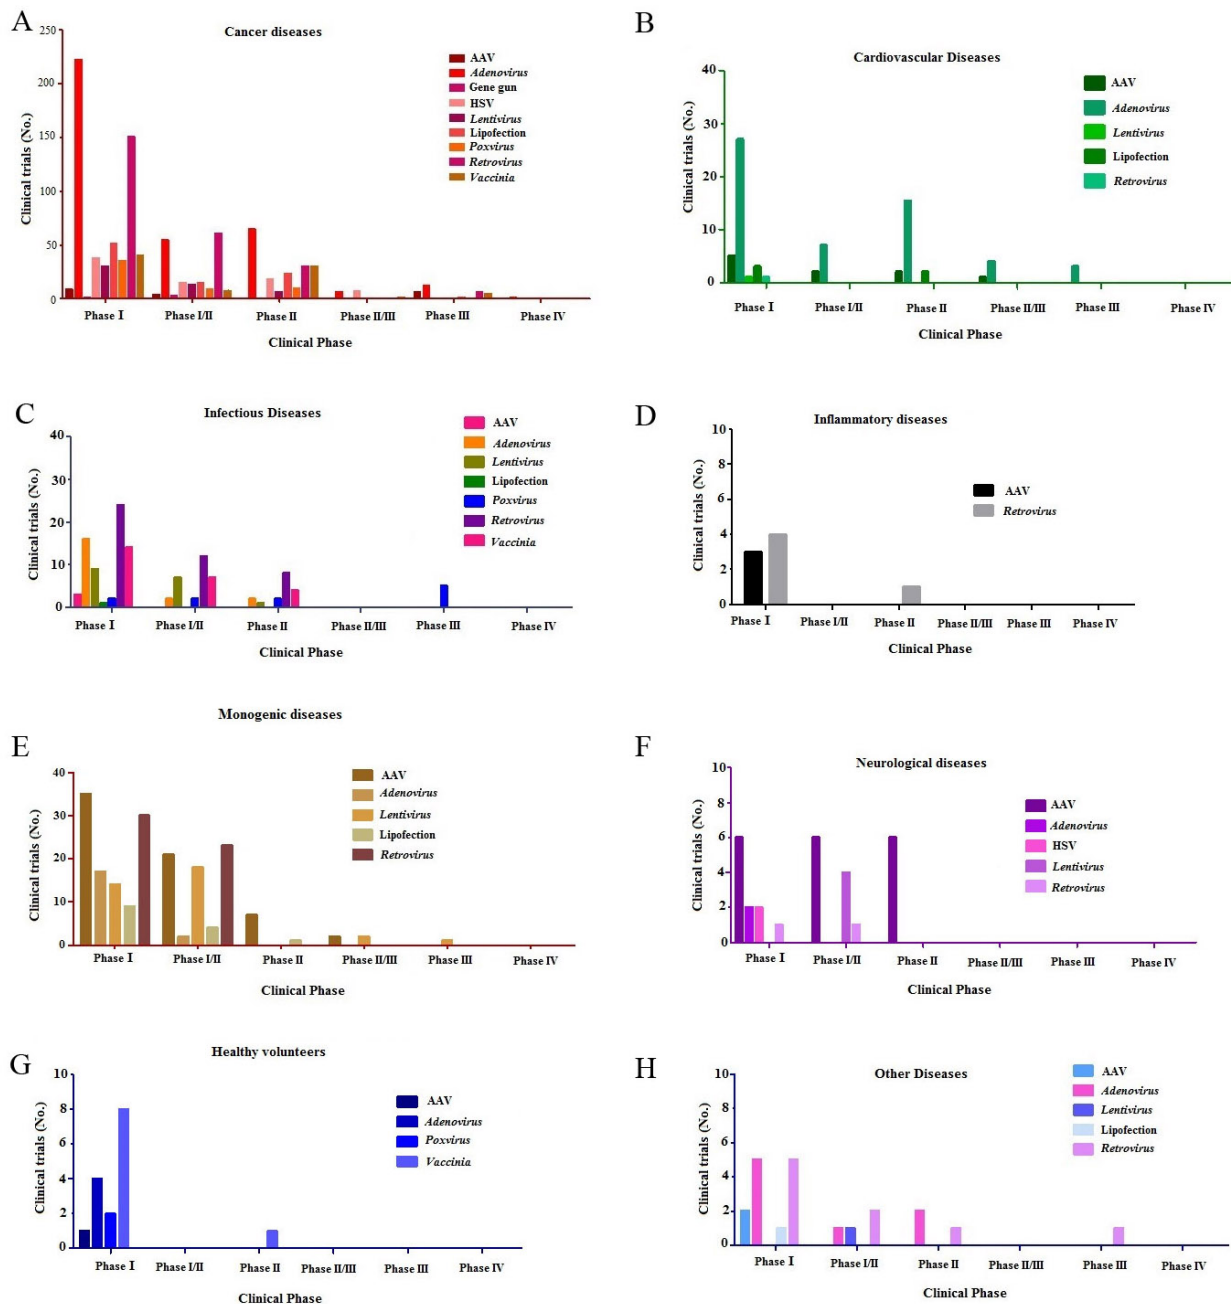 A
Cancer diseases
Clinical trials (No.)
250
200
150
100
50
0
AAV
Adenovirus
Gene gun
HSV
Lentivirus
Lipofection
Poxvirus
Retrovirus
Vaccinia
Phase I Phase I/II Phase II Phase II/III Phase III Phase IV
Clinical Phase
B
Cardiovascular Diseases
Clinical trials (No.)
40
30
20
10
0
AAV
Adenovirus
Lentivirus
Lipofection
Retrovirus
Phase I Phase I/II Phase II Phase II/III Phase III Phase IV
Clinical Phase
C
Infectious Diseases
Clinical trials (No.)
40
30
20
10
0
AAV
Adenovirus
Lentivirus
Lipofection
Poxvirus
Retrovirus
Vaccinia
Phase I Phase I/II Phase II Phase II/III Phase III Phase IV
Clinical Phase
D
Inflammatory diseases
Clinical trials (No.)
10
8
6
4
2
0
AAV
Retrovirus
Phase I Phase I/II Phase II Phase II/III Phase III Phase IV
Clinical Phase
E
Monogenic diseases
Clinical trials (No.)
40
30
20
10
0
AAV
Adenovirus
Lentivirus
Lipofection
Retrovirus
Phase I Phase I/II Phase II Phase II/III Phase III Phase IV
Clinical Phase
F
Neurological diseases
Clinical trials (No.)
10
8
6
4
2
0
AAV
Adenovirus
HSV
Lentivirus
Retrovirus
Phase I Phase I/II Phase II Phase II/III Phase III Phase IV
Clinical Phase
G
Healthy volunteers
Clinical trials (No.)
10
8
6
4
2
0
AAV
Adenovirus
Poxvirus
Vaccinia
Phase I Phase I/II Phase II Phase II/III Phase III Phase IV
Clinical Phase
H
Other Diseases
Clinical trials (No.)
10
8
6
4
2
0
AAV
Adenovirus
Lentivirus
Lipofection
Retrovirus
Phase I Phase I/II Phase II Phase II/III Phase III Phase IV
Clinical Phase